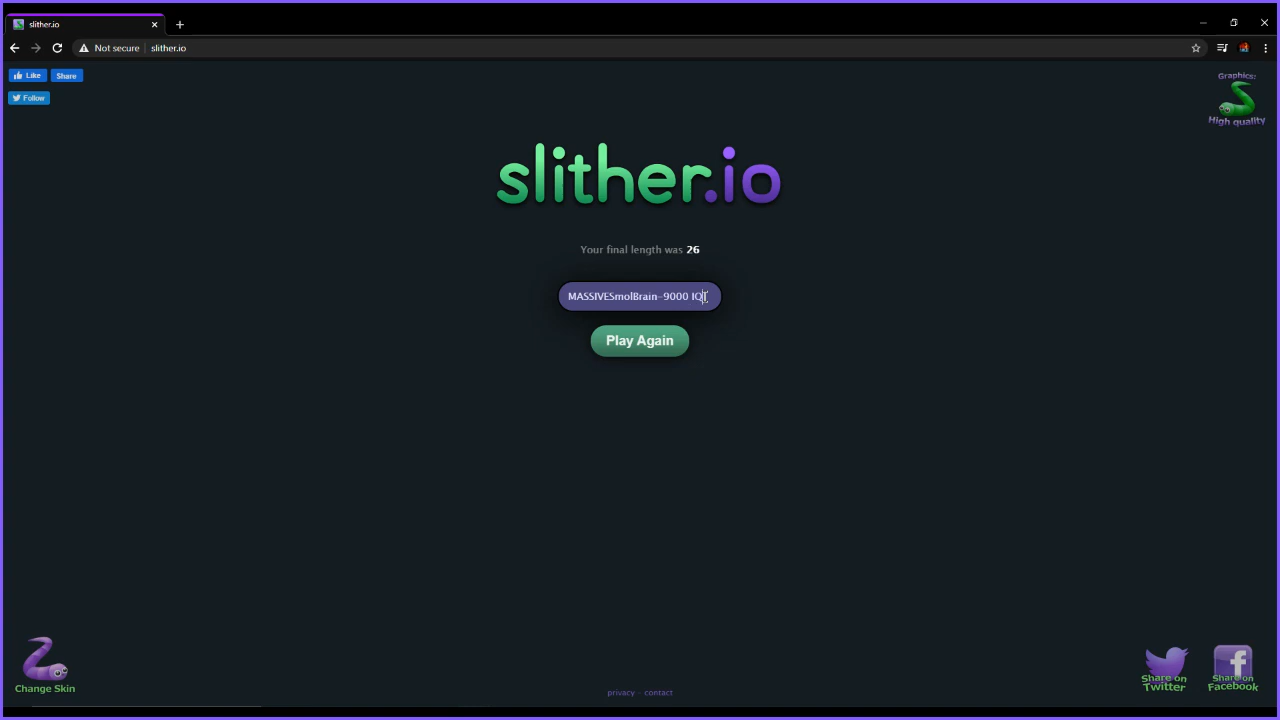 slither.io
Not secure
slither.io
Like
Share
Follow
Graphics:
High quality
slither.io
Your final length was 26
MASSIVESmolBrain-9000 IQ
Play Again
Change Skin
privacy - contact
Share on
Twitter
Share on
Facebook